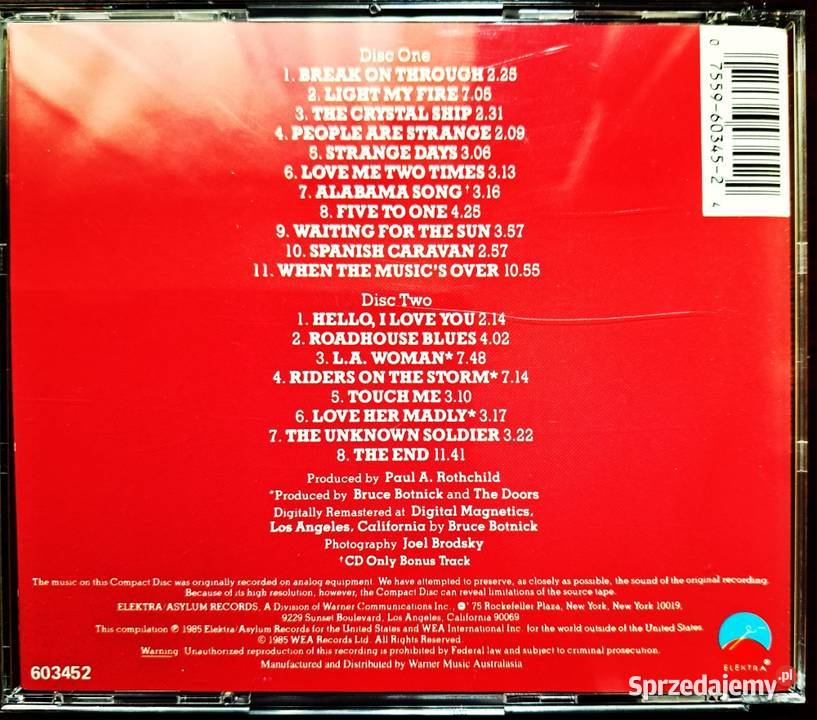 Disc One
1. BREAK ON THROUGH 2.25
2. LIGHT MY FIRE 7.05
3. THE CRYSTAL SHIP 2.31
4. PEOPLE ARE STRANGE 2.09
5. STRANGE DAYS 3.06
6. LOVE ME TWO TIMES 3.13
7. ALABAMA SONG † 3.16
8. FIVE TO ONE 4.25
9. WAITING FOR THE SUN 3.57
10. SPANISH CARAVAN 2.57
11. WHEN THE MUSIC'S OVER 10.55
Disc Two
1. HELLO, I LOVE YOU 2.14
2. ROADHOUSE BLUES 4.02
3. L.A. WOMAN* 7.48
4. RIDERS ON THE STORM* 7.14
5. TOUCH ME 3.10
6. LOVE HER MADLY* 3.17
7. THE UNKNOWN SOLDIER 3.22
8. THE END 11.41
Produced by Paul A. Rothchild
*Produced by Bruce Botnick and The Doors
Digitally Remastered at Digital Magnetics,
Los Angeles, California by Bruce Botnick
Photography Joel Brodsky
†CD Only Bonus Track
The music on this Compact Disc was originally recorded on analog equipment. We have attempted to preserve, as closely as possible, the sound of the original recording.
Because of its high resolution, however, the Compact Disc can reveal limitations of the source tape.
ELEKTRA/ASYLUM RECORDS, A Division of Warner Communications Inc., 75 Rockefeller Plaza, New York, New York 10019,
9229 Sunset Boulevard, Los Angeles, California 90069
This compilation ℗ 1985 Elektra/Asylum Records for the United States and WEA International Inc. for the world outside of the United States.
© 1985 WEA Records Ltd. All Rights Reserved.
Warning Unauthorized reproduction of this recording is prohibited by Federal law and subject to criminal prosecution.
Manufactured and Distributed by Warner Music Australasia
603452
0 7559-60345-2 4
ELEKTRA®
Sprzedajemy.pl